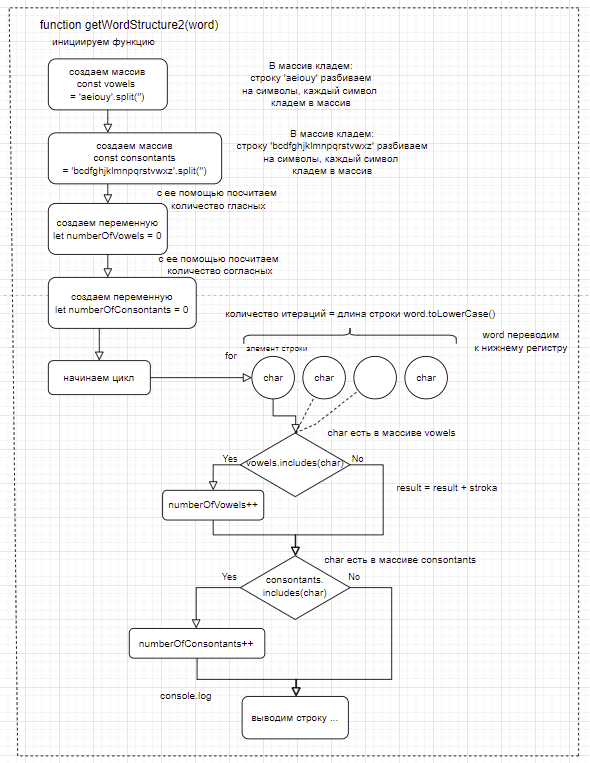 function getWordStructure2(word)
инициируем функцию
создаем массив
const vowels
= 'aeiouy'.split('')
В массив кладем:
строку 'aeiouy' разбиваем
на символы, каждый символ
кладем в массив
создаем массив
const consontants
= 'bcdfghjklmnpqrstvwxz'.split('')
В массив кладем:
строку 'bcdfghjklmnpqrstvwxz' разбиваем
на символы, каждый символ
кладем в массив
с ее помощью посчитаем
количество гласных
создаем переменную
let numberOfVowels = 0
с ее помощью посчитаем
количество согласных
создаем переменную
let numberOfConsontants = 0
количество итераций = длина строки word.toLowerCase()
word переводим
к нижнему регистру
элемент строки
for
начинаем цикл
char
char
char
char есть в массиве vowels
Yes
vowels.includes(char)
No
result = result + stroka
numberOfVowels++
char есть в массиве consontants
Yes
consontants.
includes(char)
No
numberOfConsontants++
console.log
выводим строку ...